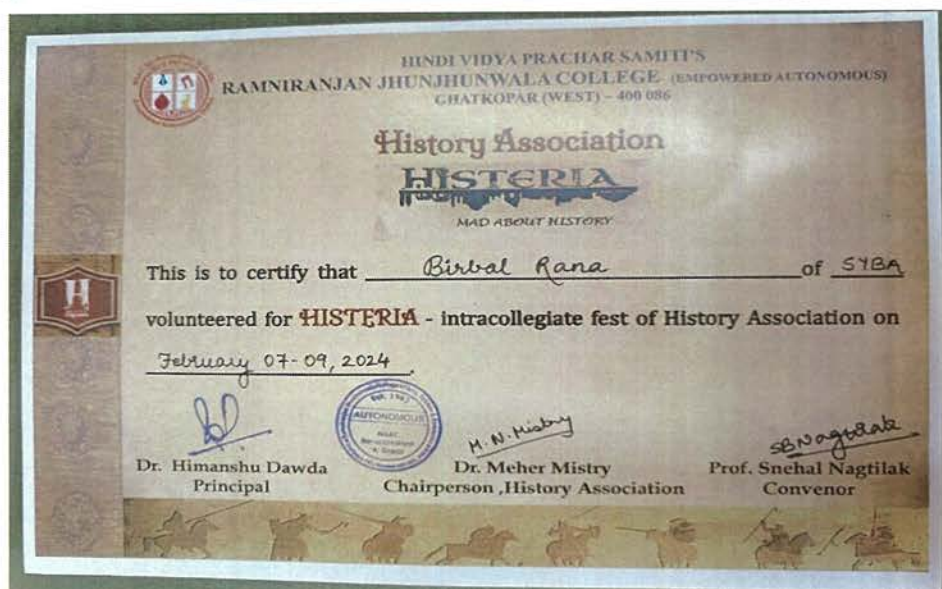 HINDI VIDYA PRACHAR SAMITI'S
RAMNIRANJAN JHUNJHUNWALA COLLEGE (EMPOWERED AUTONOMOUS)
GHATKOPAR (WEST) – 400 086
History Association
HISTERIA
MAD ABOUT HISTORY
This is to certify that Birbal Rana of SYBA
H
volunteered for HISTERIA - intracollegiate fest of History Association on
February 07-09, 2024.
AUTONOMOUS
M. N. Mistry
SBNagtilak
Dr. Himanshu Dawda
Principal
Dr. Meher Mistry
Chairperson ,History Association
Prof. Snehal Nagtilak
Convenor